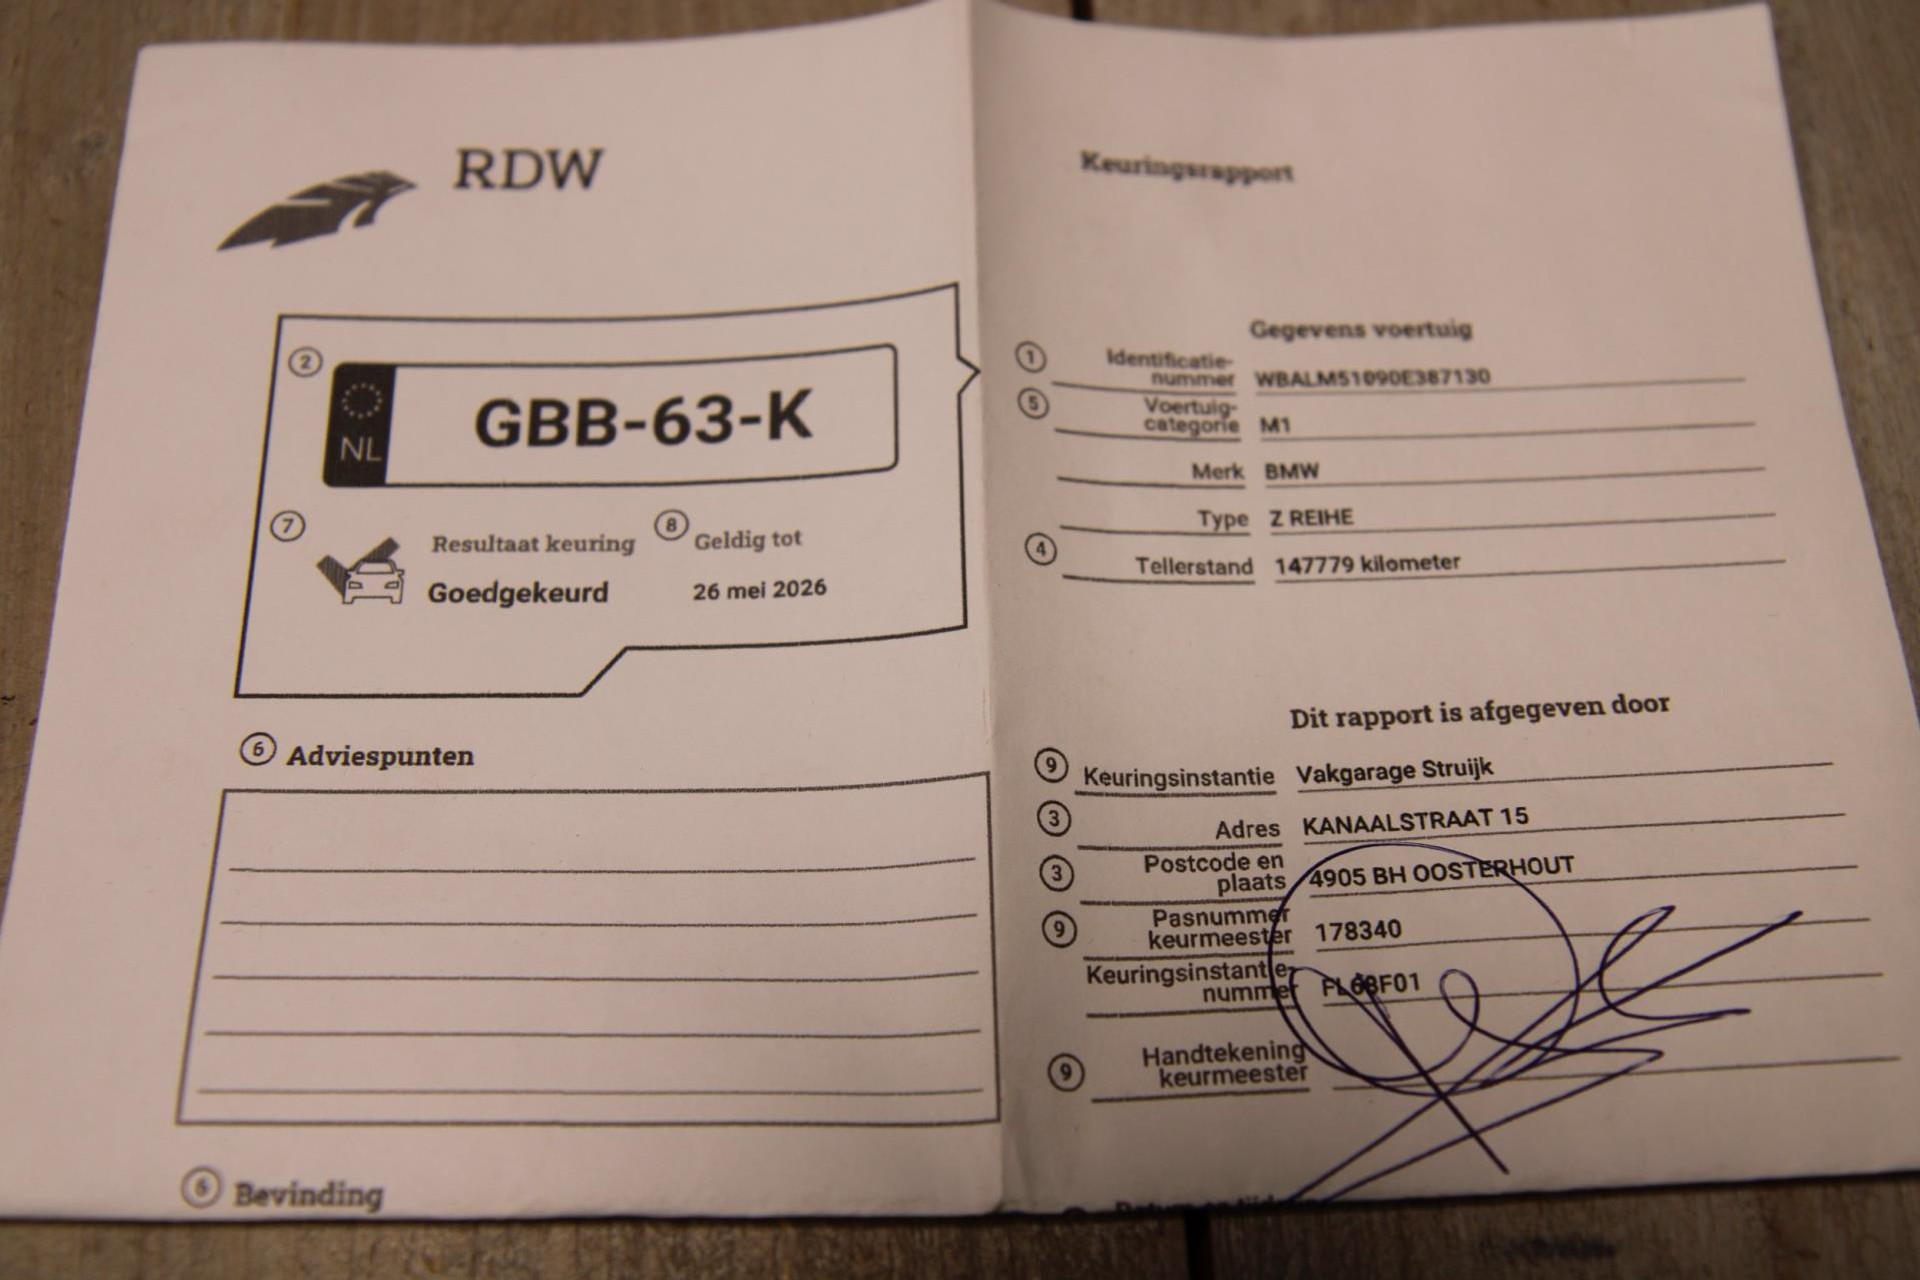 RDW
Keuringsrapport
2
NL
GBB-63-K
7
Resultaat keuring
Goedgekeurd
8
Geldig tot
26 mei 2026
6 Adviespunten
6 Bevinding
Gegevens voertuig
1 Identificatie-
nummer WBALM51090E387130
5 Voertuig-
categorie M1
Merk BMW
Type Z REIHE
4 Tellerstand 147779 kilometer
Dit rapport is afgegeven door
9 Keuringsinstantie Vakgarage Struijk
3 Adres KANAALSTRAAT 15
3 Postcode en
plaats 4905 BH OOSTERHOUT
9 Pasnummer
keurmeester 178340
Keuringsinstantie-
nummer
9 Handtekening
keurmeester